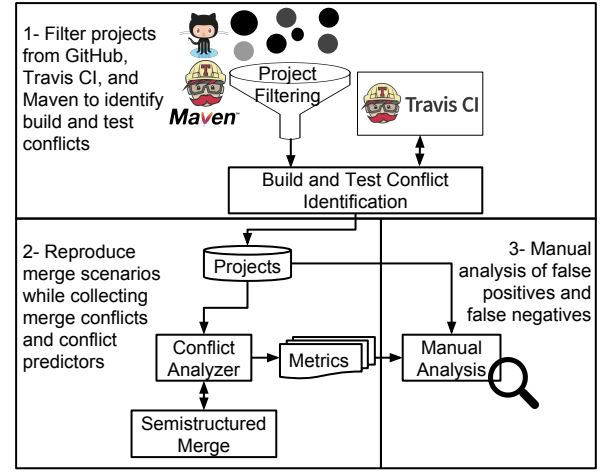 1- Filter projects
from GitHub,
Travis CI, and
Maven to identify
build and test
conflicts
Maven
T
Project
Filtering
T
Travis CI
Build and Test Conflict
Identification
2- Reproduce
merge scenarios
while collecting
merge conflicts
and conflict
predictors
Projects
Conflict
Analyzer
Metrics
Semistructured
Merge
3- Manual
analysis of false
positives and
false negatives
Manual
Analysis